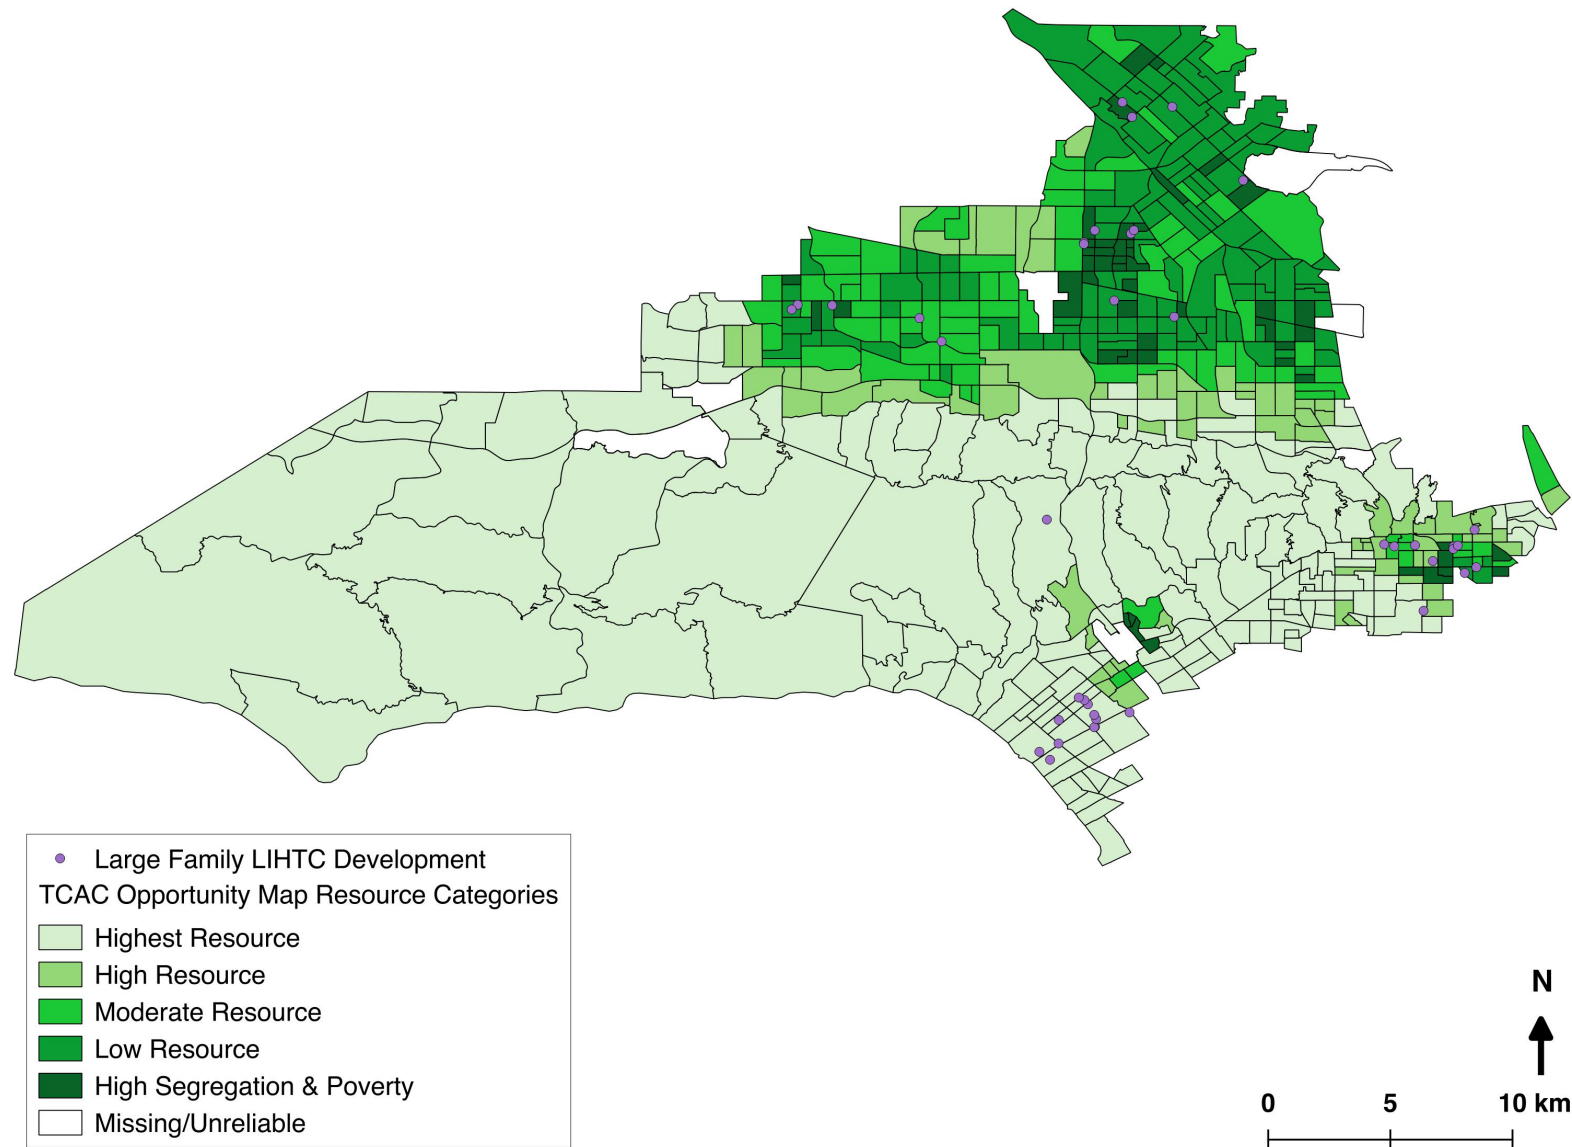 Large Family LIHTC Development
TCAC Opportunity Map Resource Categories
Highest Resource
High Resource
Moderate Resource
Low Resource
High Segregation & Poverty
Missing/Unreliable
N
0 5 10 km